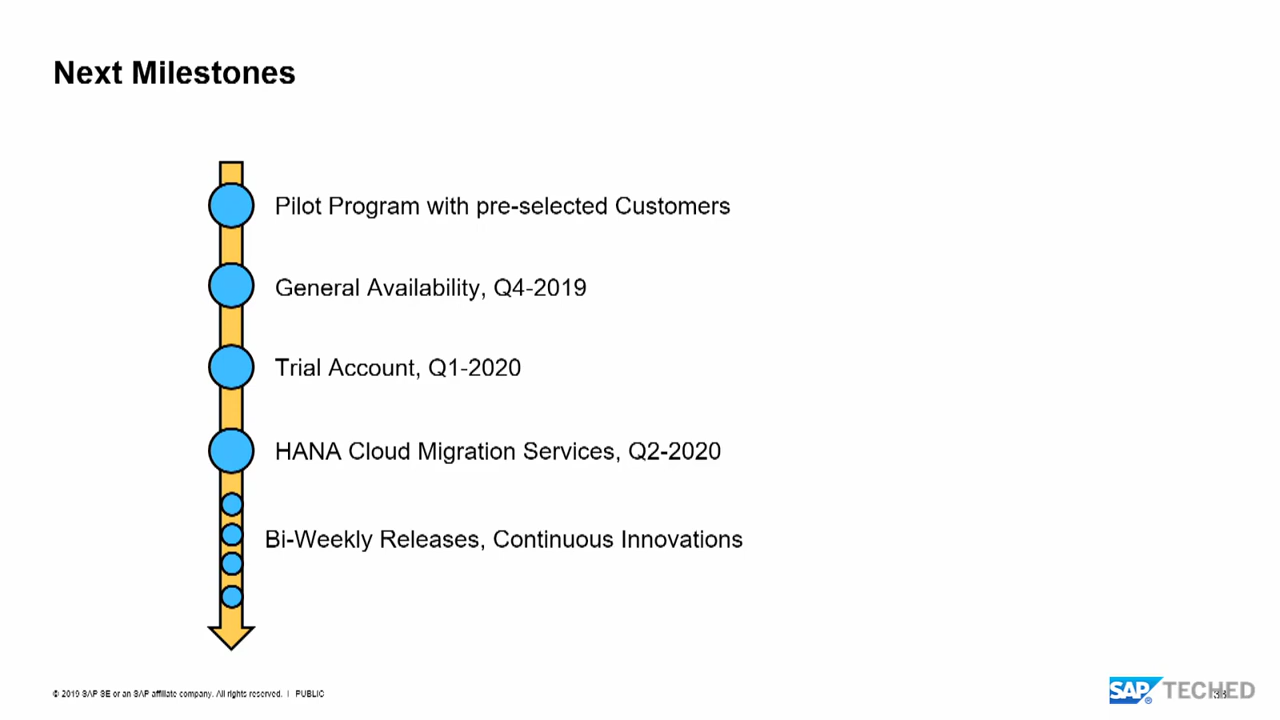 Next Milestones
Pilot Program with pre-selected Customers
General Availability, Q4-2019
Trial Account, Q1-2020
HANA Cloud Migration Services, Q2-2020
Bi-Weekly Releases, Continuous Innovations
© 2019 SAP SE or an SAP affiliate company. All rights reserved. | PUBLIC
SAP® TECHED